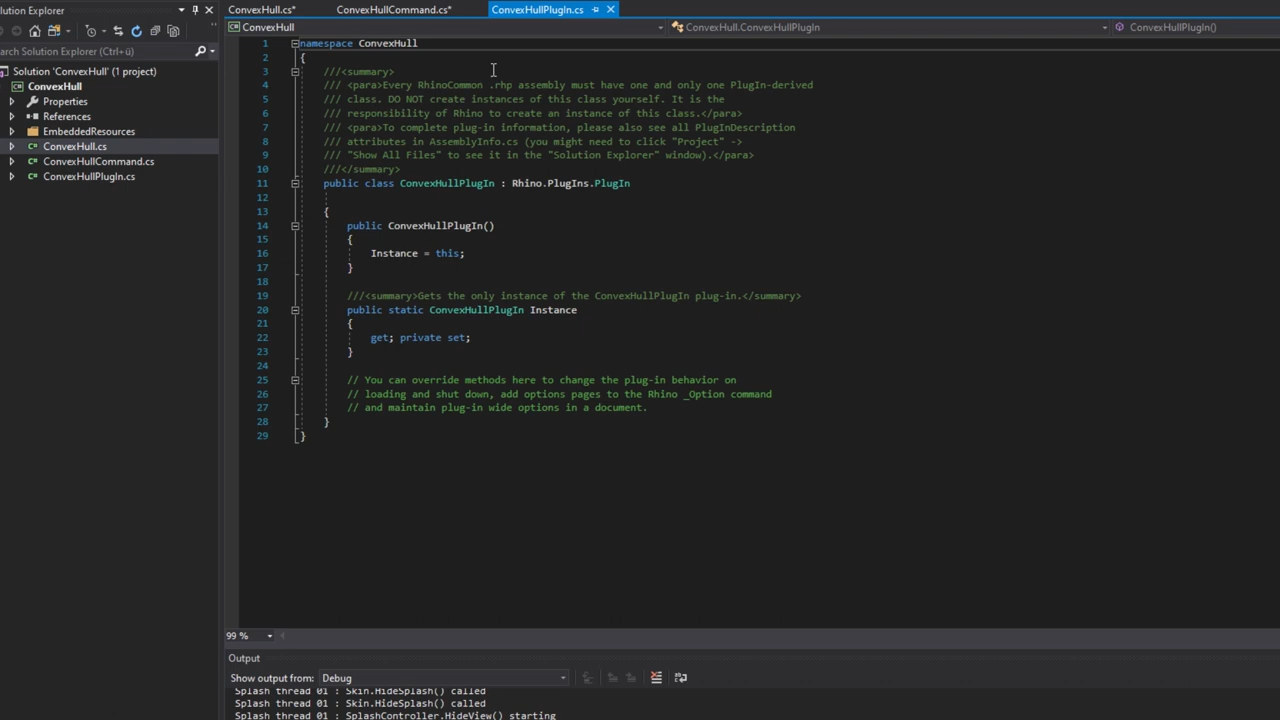 olution Explorer
earch Solution Explorer (Ctrl+ü)
Solution 'ConvexHull' (1 project)
ConvexHull
Properties
References
EmbeddedResources
ConvexHull.cs
ConvexHullCommand.cs
ConvexHullPlugIn.cs
ConvexHull.cs*
ConvexHullCommand.cs*
ConvexHullPlugIn.cs
ConvexHull
ConvexHull.ConvexHullPlugIn
ConvexHullPlugIn()
1 namespace ConvexHull
2 {
3 ///<summary>
4 /// <para>Every RhinoCommon .rhp assembly must have one and only one PlugIn-derived
5 /// class. DO NOT create instances of this class yourself. It is the
6 /// responsibility of Rhino to create an instance of this class.</para>
7 /// <para>To complete plug-in information, please also see all PlugInDescription
8 /// attributes in AssemblyInfo.cs (you might need to click "Project" ->
9 /// "Show All Files" to see it in the "Solution Explorer" window).</para>
10 ///</summary>
11 public class ConvexHullPlugIn : Rhino.PlugIns.PlugIn
12
13 {
14 public ConvexHullPlugIn()
15 {
16 Instance = this;
17 }
18
19 ///<summary>Gets the only instance of the ConvexHullPlugIn plug-in.</summary>
20 public static ConvexHullPlugIn Instance
21 {
22 get; private set;
23 }
24
25 // You can override methods here to change the plug-in behavior on
26 // loading and shut down, add options pages to the Rhino _Option command
27 // and maintain plug-in wide options in a document.
28 }
29 }
99 %
Output
Show output from: Debug
Splash thread 01 : Skin.HideSplash() called
Splash thread 01 : Skin.HideSplash() called
Splash thread 01 : SplashController.HideView() starting